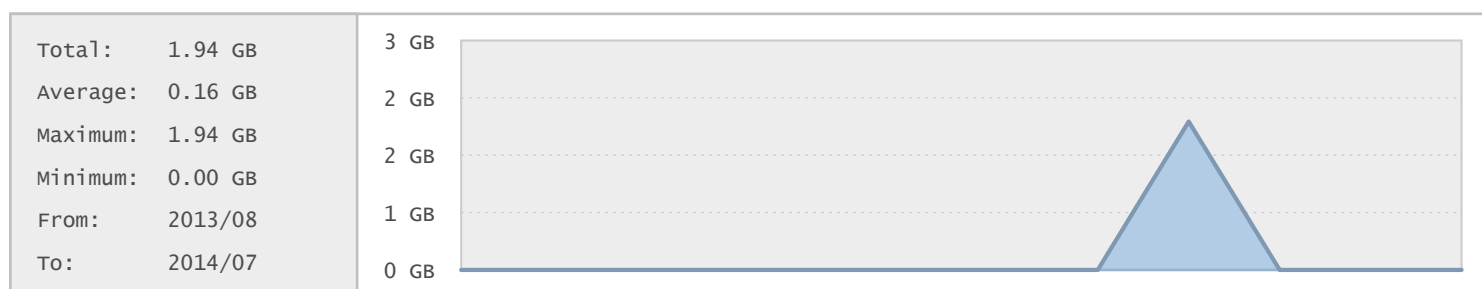 Total: 1.94 GB
Average: 0.16 GB
Maximum: 1.94 GB
Minimum: 0.00 GB
From: 2013/08
To: 2014/07
3 GB
2 GB
2 GB
1 GB
0 GB